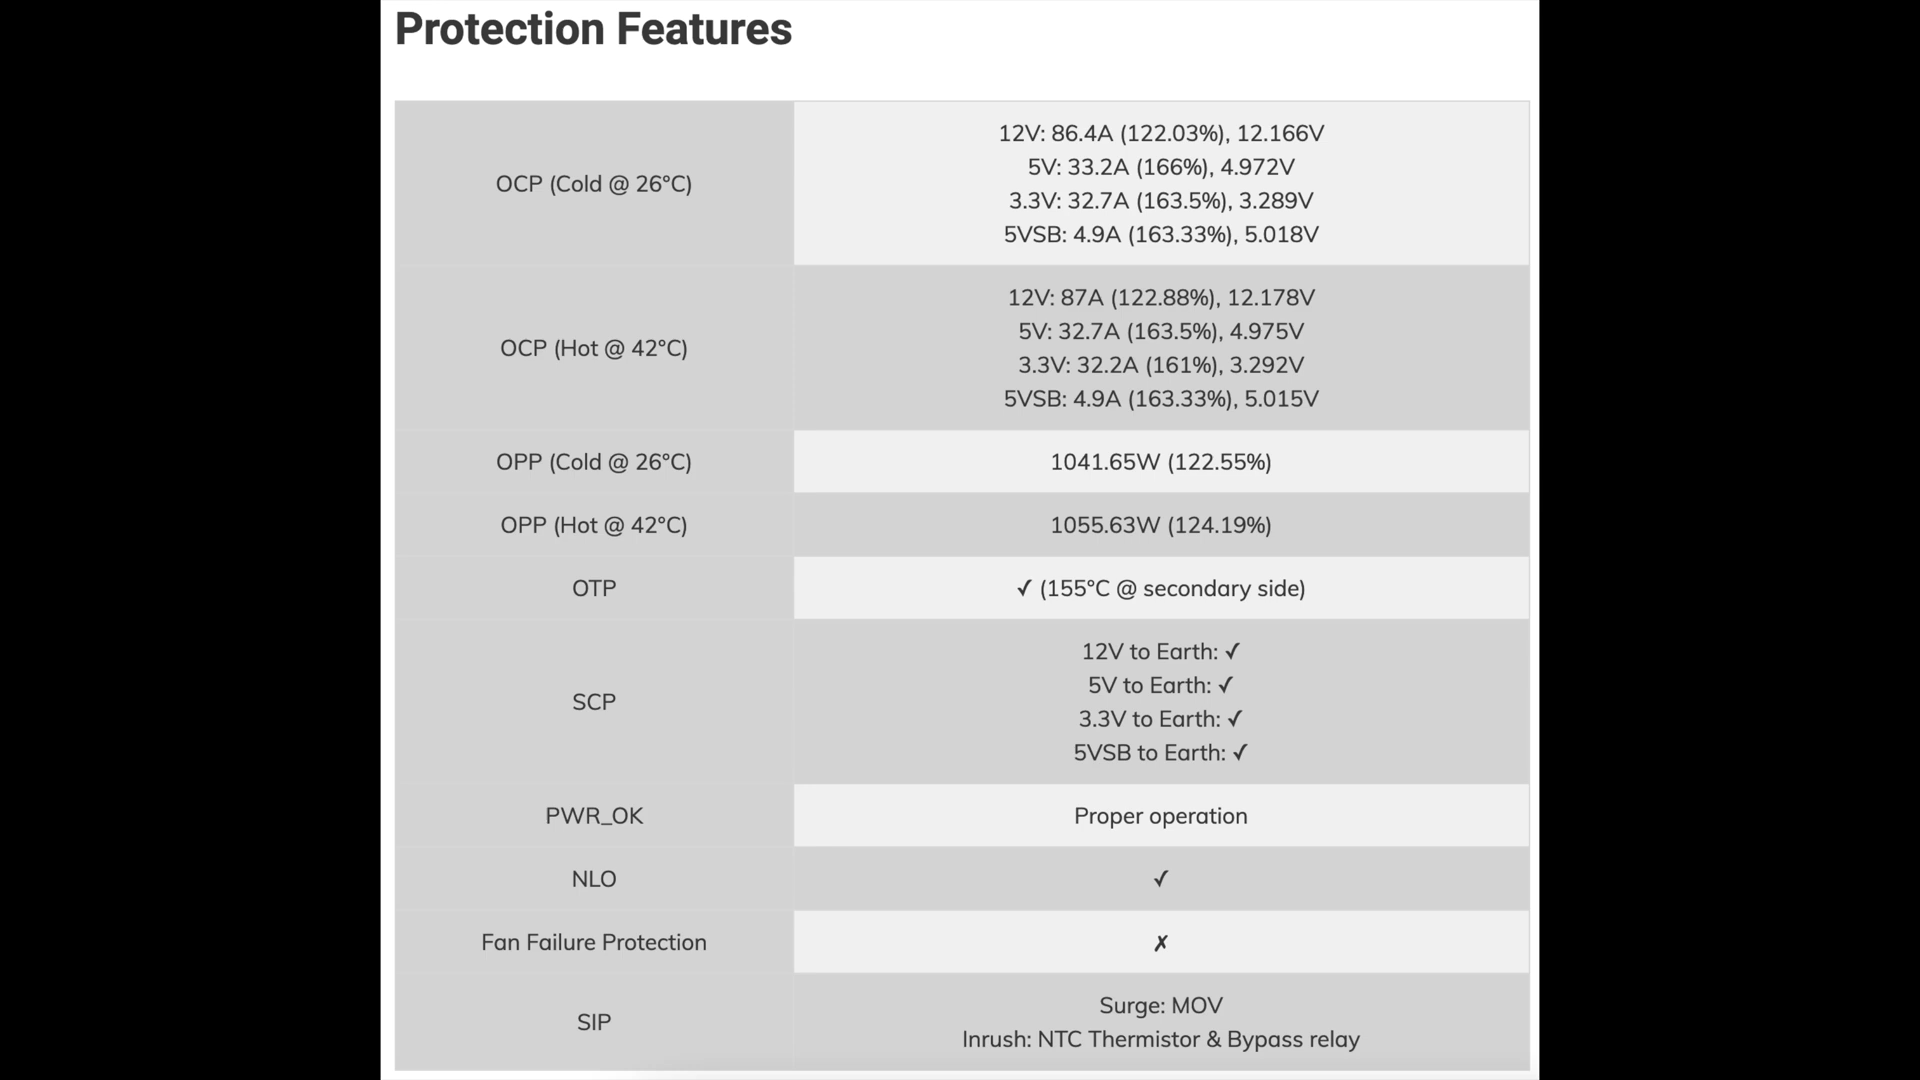 Protection Features
OCP (Cold @ 26°C)
12V: 86.4A (122.03%), 12.166V
5V: 33.2A (166%), 4.972V
3.3V: 32.7A (163.5%), 3.289V
5VSB: 4.9A (163.33%), 5.018V
OCP (Hot @ 42°C)
12V: 87A (122.88%), 12.178V
5V: 32.7A (163.5%), 4.975V
3.3V: 32.2A (161%), 3.292V
5VSB: 4.9A (163.33%), 5.015V
OPP (Cold @ 26°C)
1041.65W (122.55%)
OPP (Hot @ 42°C)
1055.63W (124.19%)
OTP
✓ (155°C @ secondary side)
SCP
12V to Earth: ✓
5V to Earth: ✓
3.3V to Earth: ✓
5VSB to Earth: ✓
PWR_OK
Proper operation
NLO
✓
Fan Failure Protection
✗
SIP
Surge: MOV
Inrush: NTC Thermistor & Bypass relay